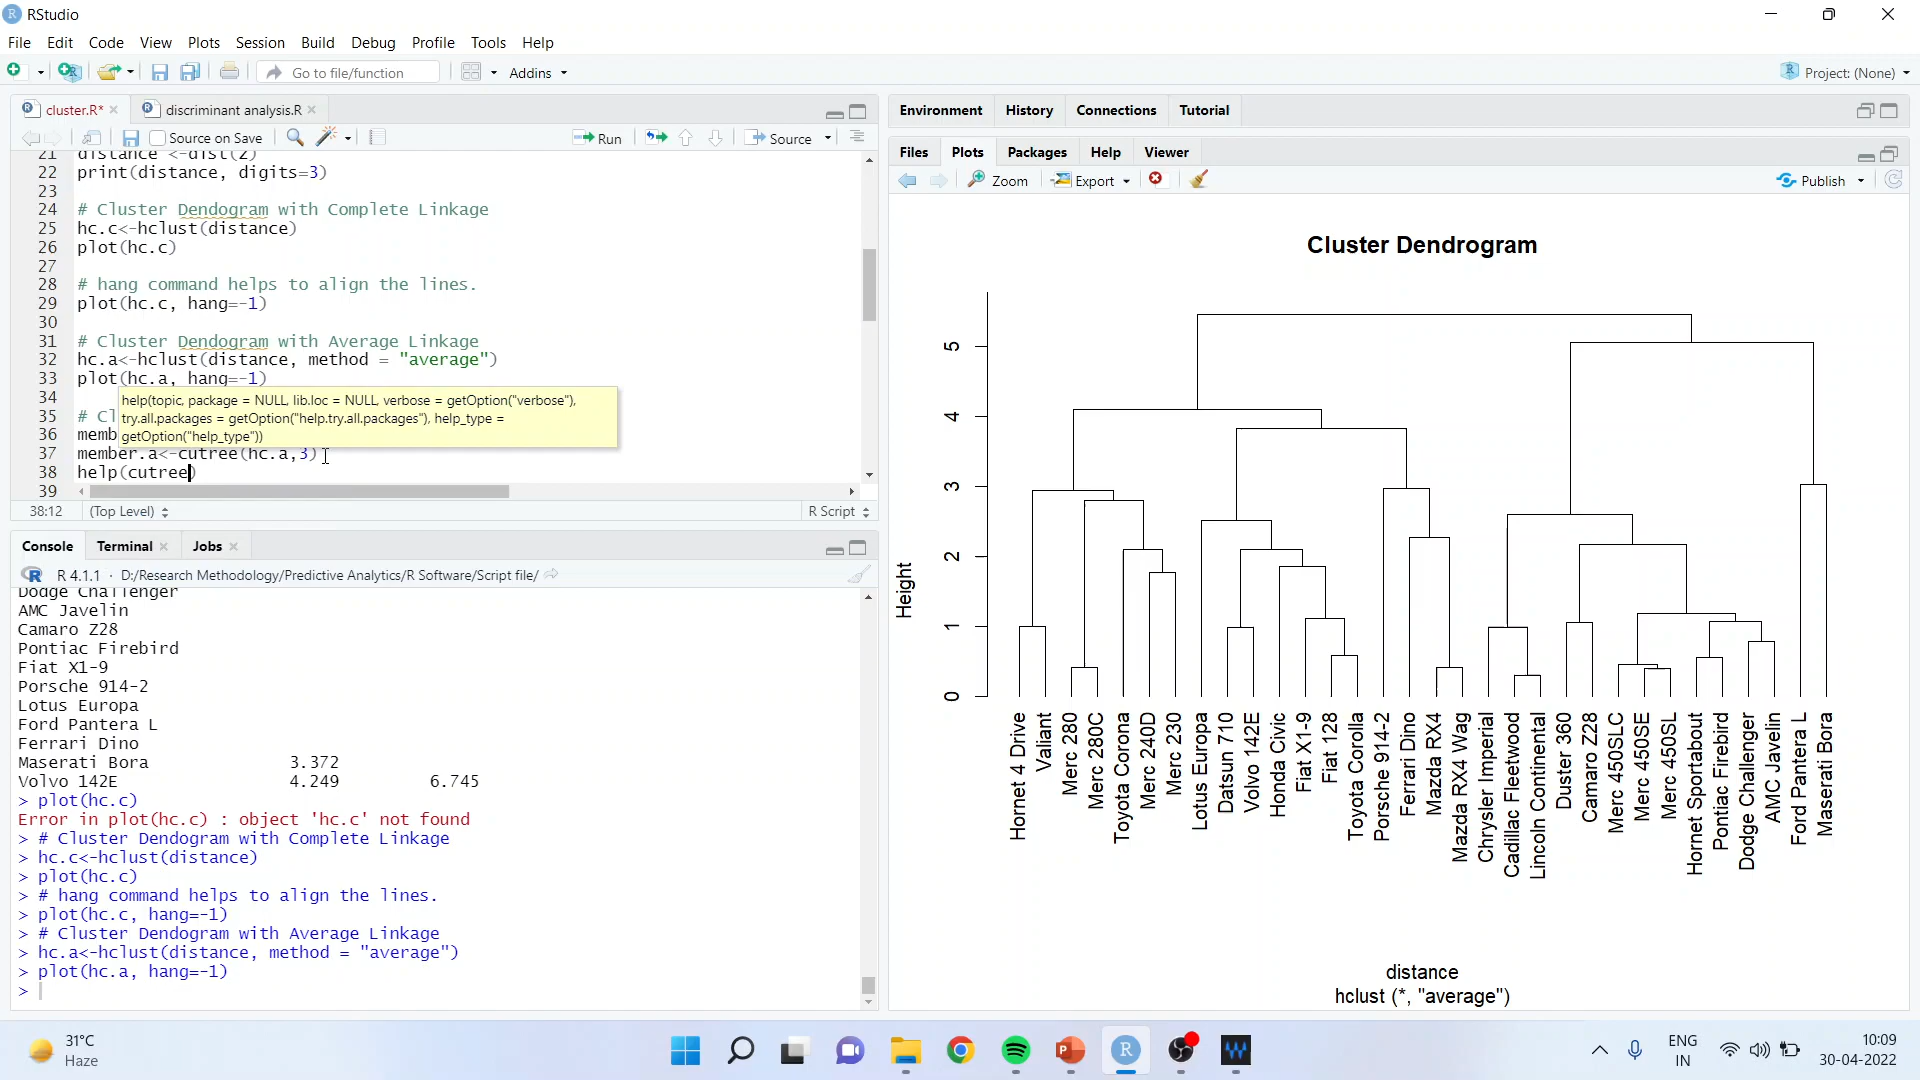 RStudio
File Edit Code View Plots Session Build Debug Profile Tools Help
Go to file/function Addins Project: (None)
cluster.R* discriminant analysis.R
Source on Save Run Source
21 distance <-dist(z)
22 print(distance, digits=3)
23
24 # Cluster Dendogram with Complete Linkage
25 hc.c<-hclust(distance)
26 plot(hc.c)
27
28 # hang command helps to align the lines.
29 plot(hc.c, hang=-1)
30
31 # Cluster Dendogram with Average Linkage
32 hc.a<-hclust(distance, method = "average")
33 plot(hc.a, hang=-1)
34
help(topic, package = NULL, lib.loc = NULL, verbose = getOption("verbose"),
try.all.packages = getOption("help.try.all.packages"), help_type =
getOption("help_type"))
35 # Cl
36 memb
37 member.a<-cutree(hc.a,3)
38 help(cutree)
39
38:12 (Top Level) R Script
Console Terminal Jobs
R 4.1.1 · D:/Research Methodology/Predictive Analytics/R Software/Script file/
Dodge Challenger
AMC Javelin
Camaro Z28
Pontiac Firebird
Fiat X1-9
Porsche 914-2
Lotus Europa
Ford Pantera L
Ferrari Dino
Maserati Bora 3.372
Volvo 142E 4.249 6.745
> plot(hc.c)
Error in plot(hc.c) : object 'hc.c' not found
> # Cluster Dendogram with Complete Linkage
> hc.c<-hclust(distance)
> plot(hc.c)
> # hang command helps to align the lines.
> plot(hc.c, hang=-1)
> # Cluster Dendogram with Average Linkage
> hc.a<-hclust(distance, method = "average")
> plot(hc.a, hang=-1)
>
Environment History Connections Tutorial
Files Plots Packages Help Viewer
Zoom Export Publish
Cluster Dendrogram
5
4
3
2
1
0
Height
Hornet 4 Drive
Valiant
Merc 280
Merc 280C
Toyota Corona
Merc 240D
Merc 230
Lotus Europa
Datsun 710
Volvo 142E
Honda Civic
Fiat X1-9
Fiat 128
Toyota Corolla
Porsche 914-2
Ferrari Dino
Mazda RX4
Mazda RX4 Wag
Chrysler Imperial
Cadillac Fleetwood
Lincoln Continental
Duster 360
Camaro Z28
Merc 450SLC
Merc 450SE
Merc 450SL
Hornet Sportabout
Pontiac Firebird
Dodge Challenger
AMC Javelin
Ford Pantera L
Maserati Bora
distance
hclust (*, "average")
31°C
Haze
ENG
IN
10:09
30-04-2022